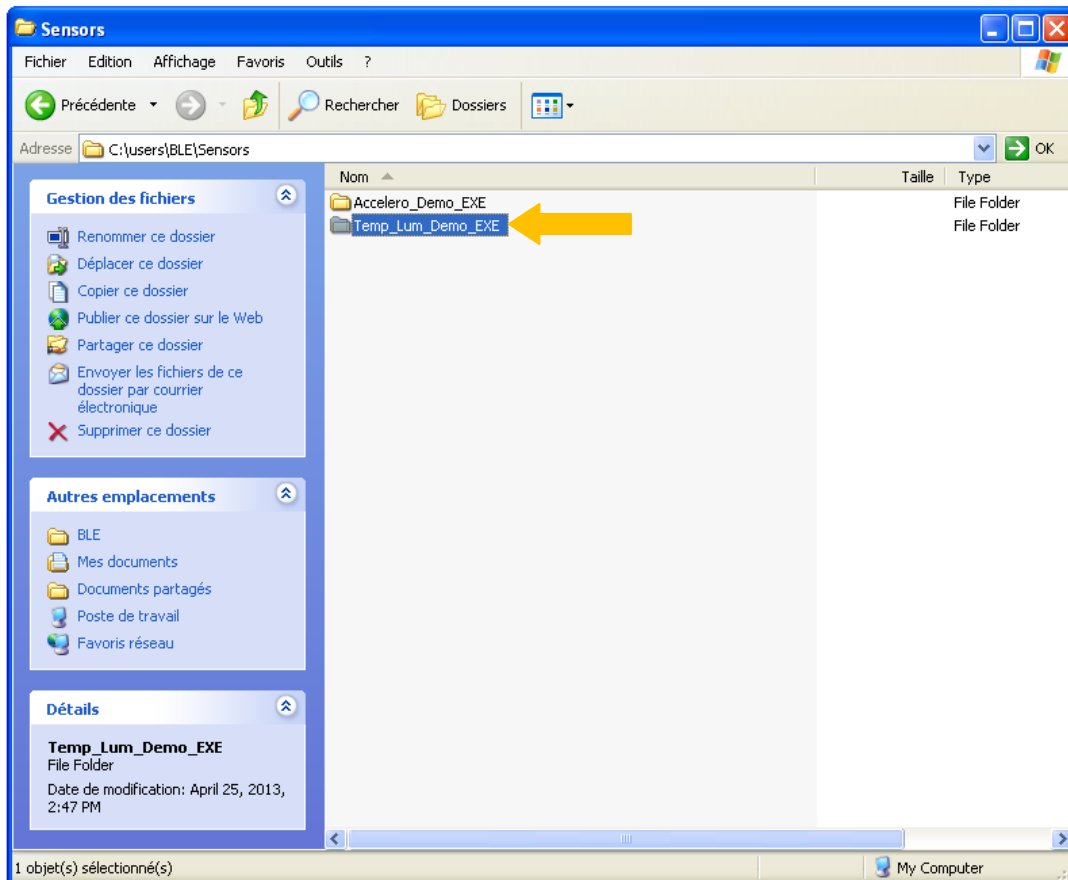 Sensors
Fichier Edition Affichage Favoris Outils ?
Précédente Rechercher Dossiers
Adresse C:\users\BLE\Sensors OK
Nom Taille Type
Gestion des fichiers
Renommer ce dossier
Déplacer ce dossier
Copier ce dossier
Publier ce dossier sur le Web
Partager ce dossier
Envoyer les fichiers de ce
dossier par courrier
électronique
Supprimer ce dossier
Autres emplacements
BLE
Mes documents
Documents partagés
Poste de travail
Favoris réseau
Détails
Temp_Lum_Demo_EXE
File Folder
Date de modification: April 25, 2013,
2:47 PM
Accelero_Demo_EXE File Folder
Temp_Lum_Demo_EXE File Folder
1 objet(s) sélectionné(s) My Computer